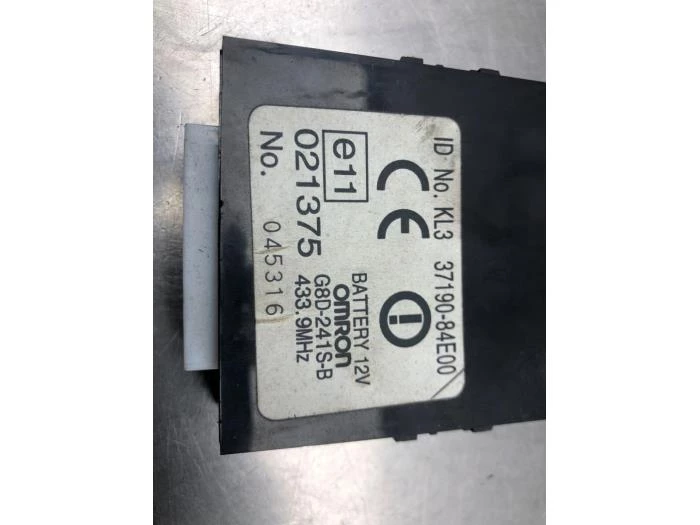 ID No. KL3 37190-84E00
CE
e11
021375
BATTERY 12V
OMRON
G8D-241S-B
433.9MHz
No. 045316